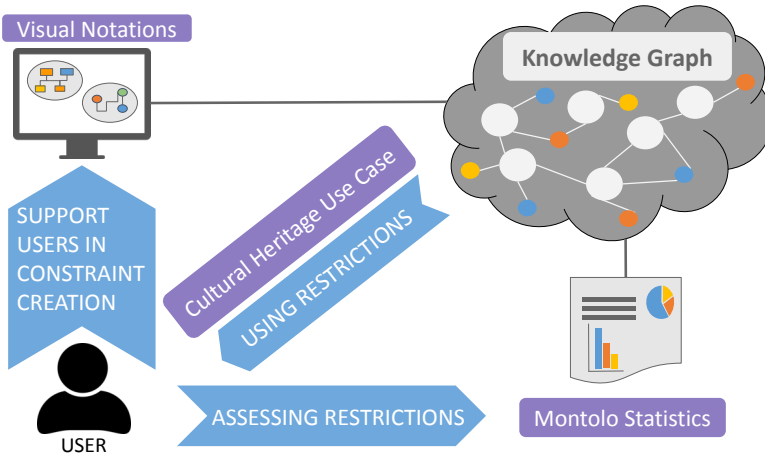 Visual Notations
Knowledge Graph
Cultural Heritage Use Case
USING RESTRICTIONS
SUPPORT
USERS IN
CONSTRAINT
CREATION
USER
ASSESSING RESTRICTIONS
Montolo Statistics